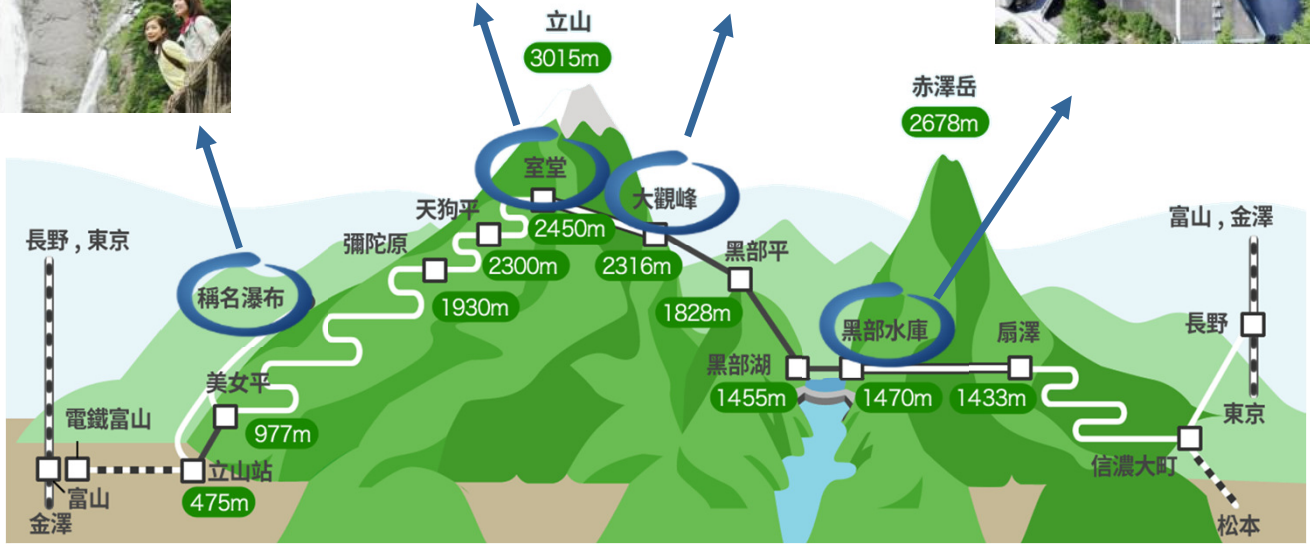 立山
3015m
赤澤岳
2678m
室堂
2450m
大觀峰
2316m
天狗平
2300m
彌陀原
1930m
黑部平
1828m
長野 , 東京
稱名瀑布
美女平
977m
電鐵富山
富山
金澤
立山站
475m
黑部湖
1455m
黑部水庫
1470m
扇澤
1433m
富山 , 金澤
長野
東京
信濃大町
松本